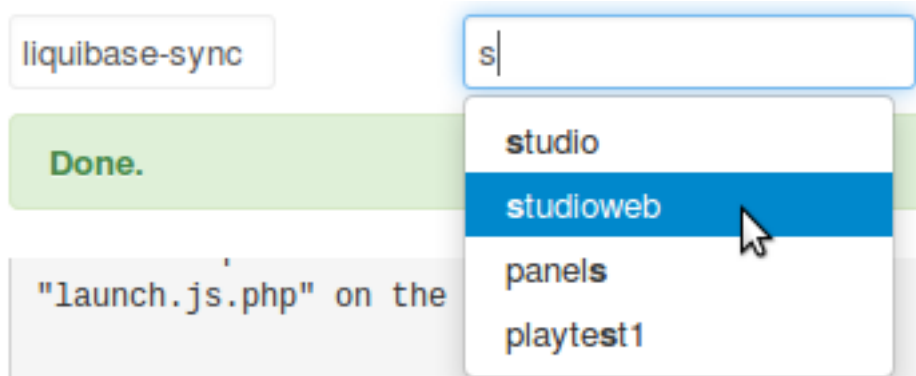 liquibase-sync
s
Done.
studio
studioweb
panels
playtest1
"launch.js.php" on the